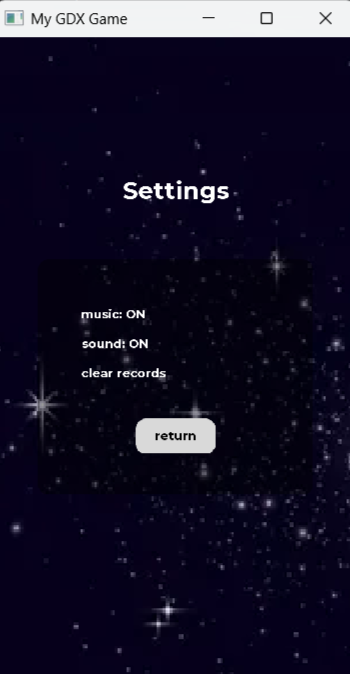 My GDX Game
Settings
music: ON
sound: ON
clear records
return